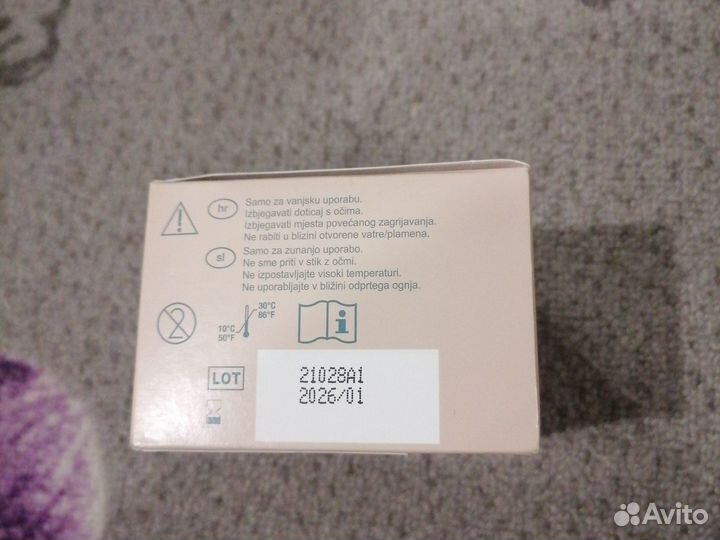 hr
Samo za vanjsku uporabu.
Izbjegavati doticaj s očima.
Izbjegavati mjesta povećanog zagrijavanja.
Ne rabiti u blizini otvorene vatre/plamena.
sl
Samo za zunanjo uporabo.
Ne sme priti v stik z očmi.
Ne izpostavljajte visoki temperaturi.
Ne uporabljajte v bližini odprtega ognja.
2
30°C
86°F
10°C
50°F
i
LOT
21028A1
2026/01
Avito